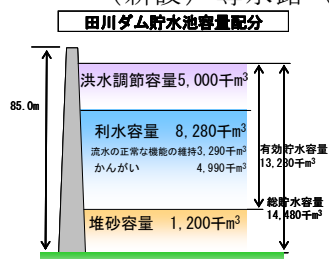 田川ダム貯水池容量配分
洪水調節容量5,000千m³
85.0m
利水容量 8,280千m³
流水の正常な機能の維持3,290千m³
かんがい 4,990千m³
有効貯水容量
13,280千m³
総貯水容量
14,480千m³
堆砂容量 1,200千m³